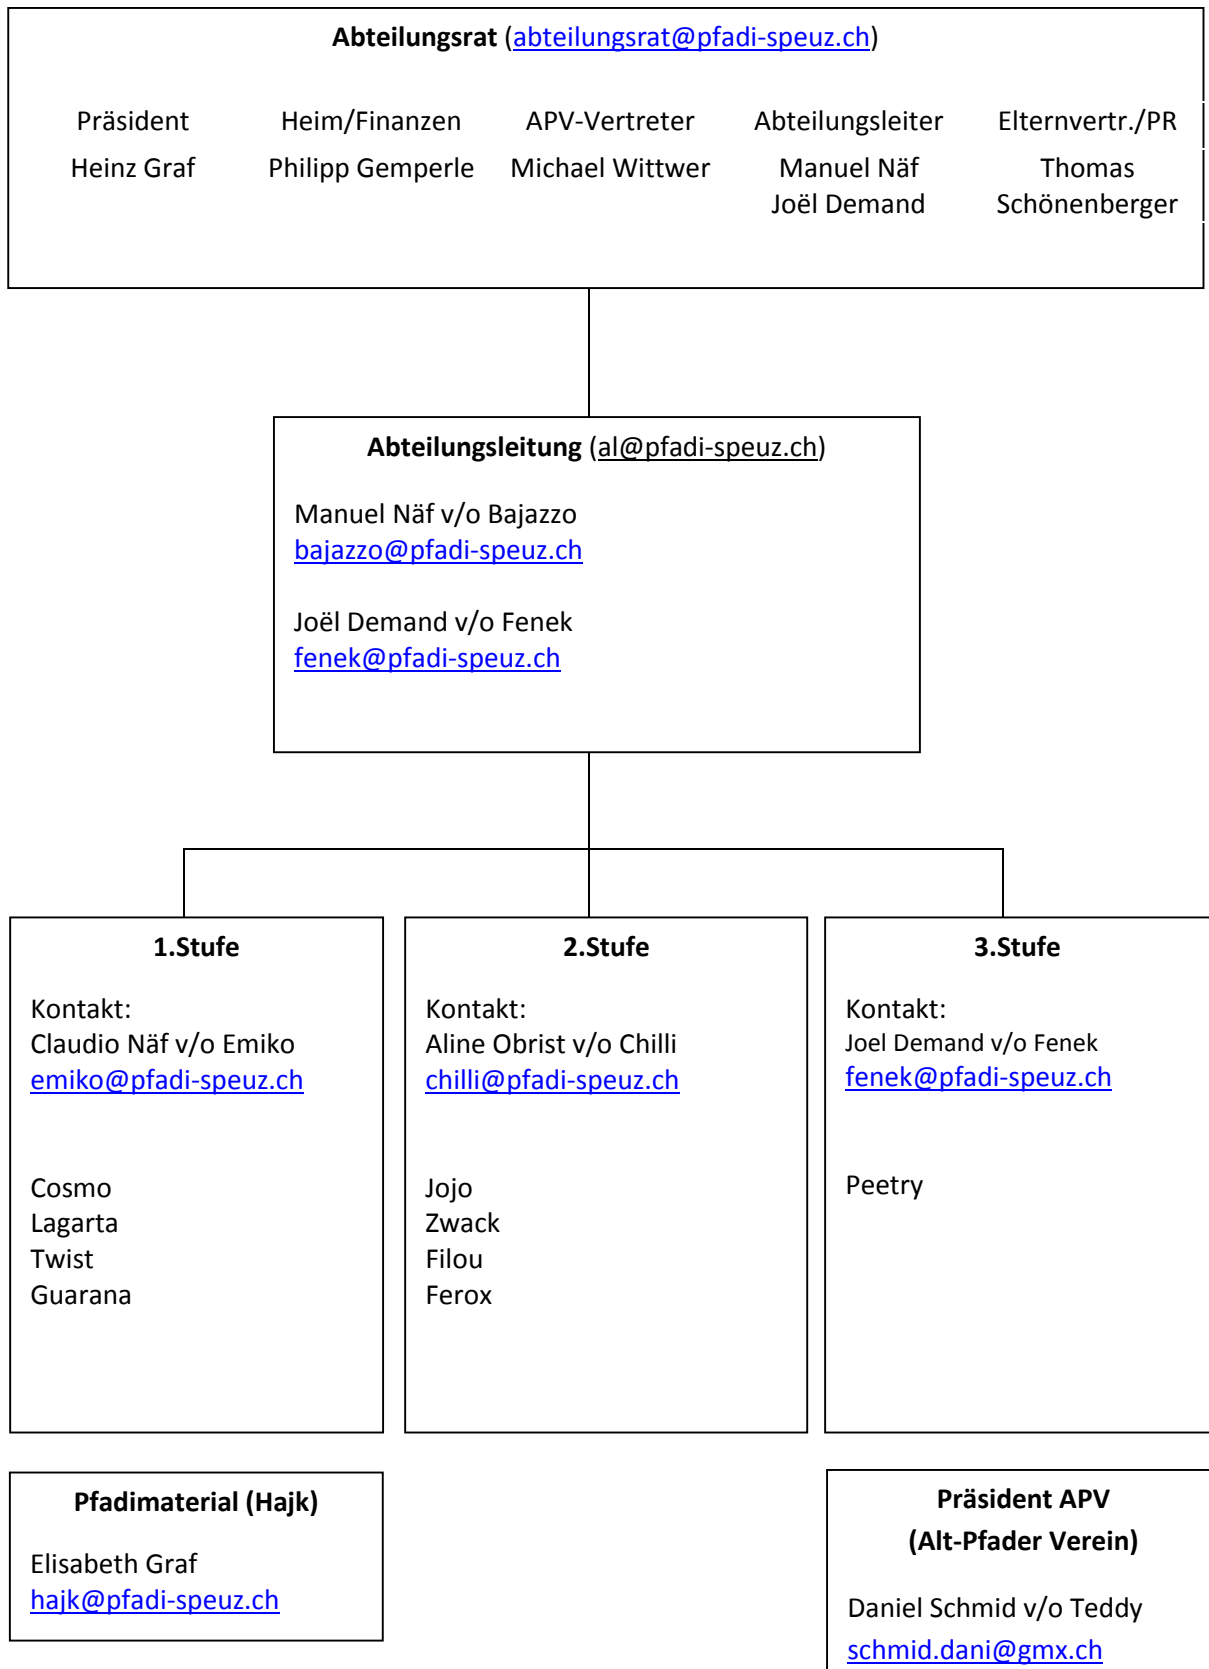 Abteilungsrat (abteilungsrat@pfadi-speuz.ch)
Präsident Heim/Finanzen APV-Vertreter Abteilungsleiter Elternvertr./PR
Heinz Graf Philipp Gemperle Michael Wittwer Manuel Näf Thomas
Joël Demand Schönenberger
Abteilungsleitung (al@pfadi-speuz.ch)
Manuel Näf v/o Bajazzo
bajazzo@pfadi-speuz.ch
Joël Demand v/o Fenek
fenek@pfadi-speuz.ch
1.Stufe
Kontakt:
Claudio Näf v/o Emiko
emiko@pfadi-speuz.ch
Cosmo
Lagarta
Twist
Guarana
2.Stufe
Kontakt:
Aline Obrist v/o Chilli
chilli@pfadi-speuz.ch
Jojo
Zwack
Filou
Ferox
3.Stufe
Kontakt:
Joel Demand v/o Fenek
fenek@pfadi-speuz.ch
Peetry
Pfadimaterial (Hajk)
Elisabeth Graf
hajk@pfadi-speuz.ch
Präsident APV
(Alt-Pfader Verein)
Daniel Schmid v/o Teddy
schmid.dani@gmx.ch